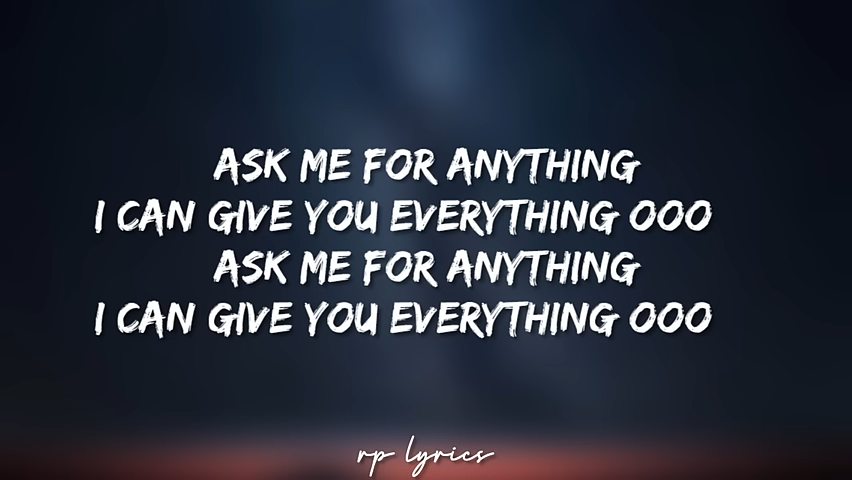 ASK ME FOR ANYTHING
I CAN GIVE YOU EVERYTHING OOO
ASK ME FOR ANYTHING
I CAN GIVE YOU EVERYTHING OOO
rp lyrics